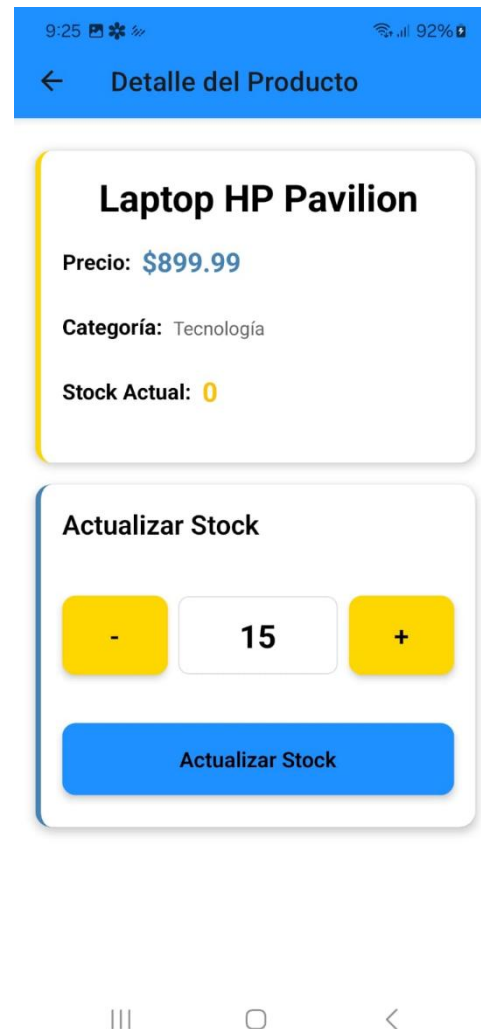 9:25 92%
Detalle del Producto
Laptop HP Pavilion
Precio: $899.99
Categoría: Tecnología
Stock Actual: 0
Actualizar Stock
- 15 +
Actualizar Stock